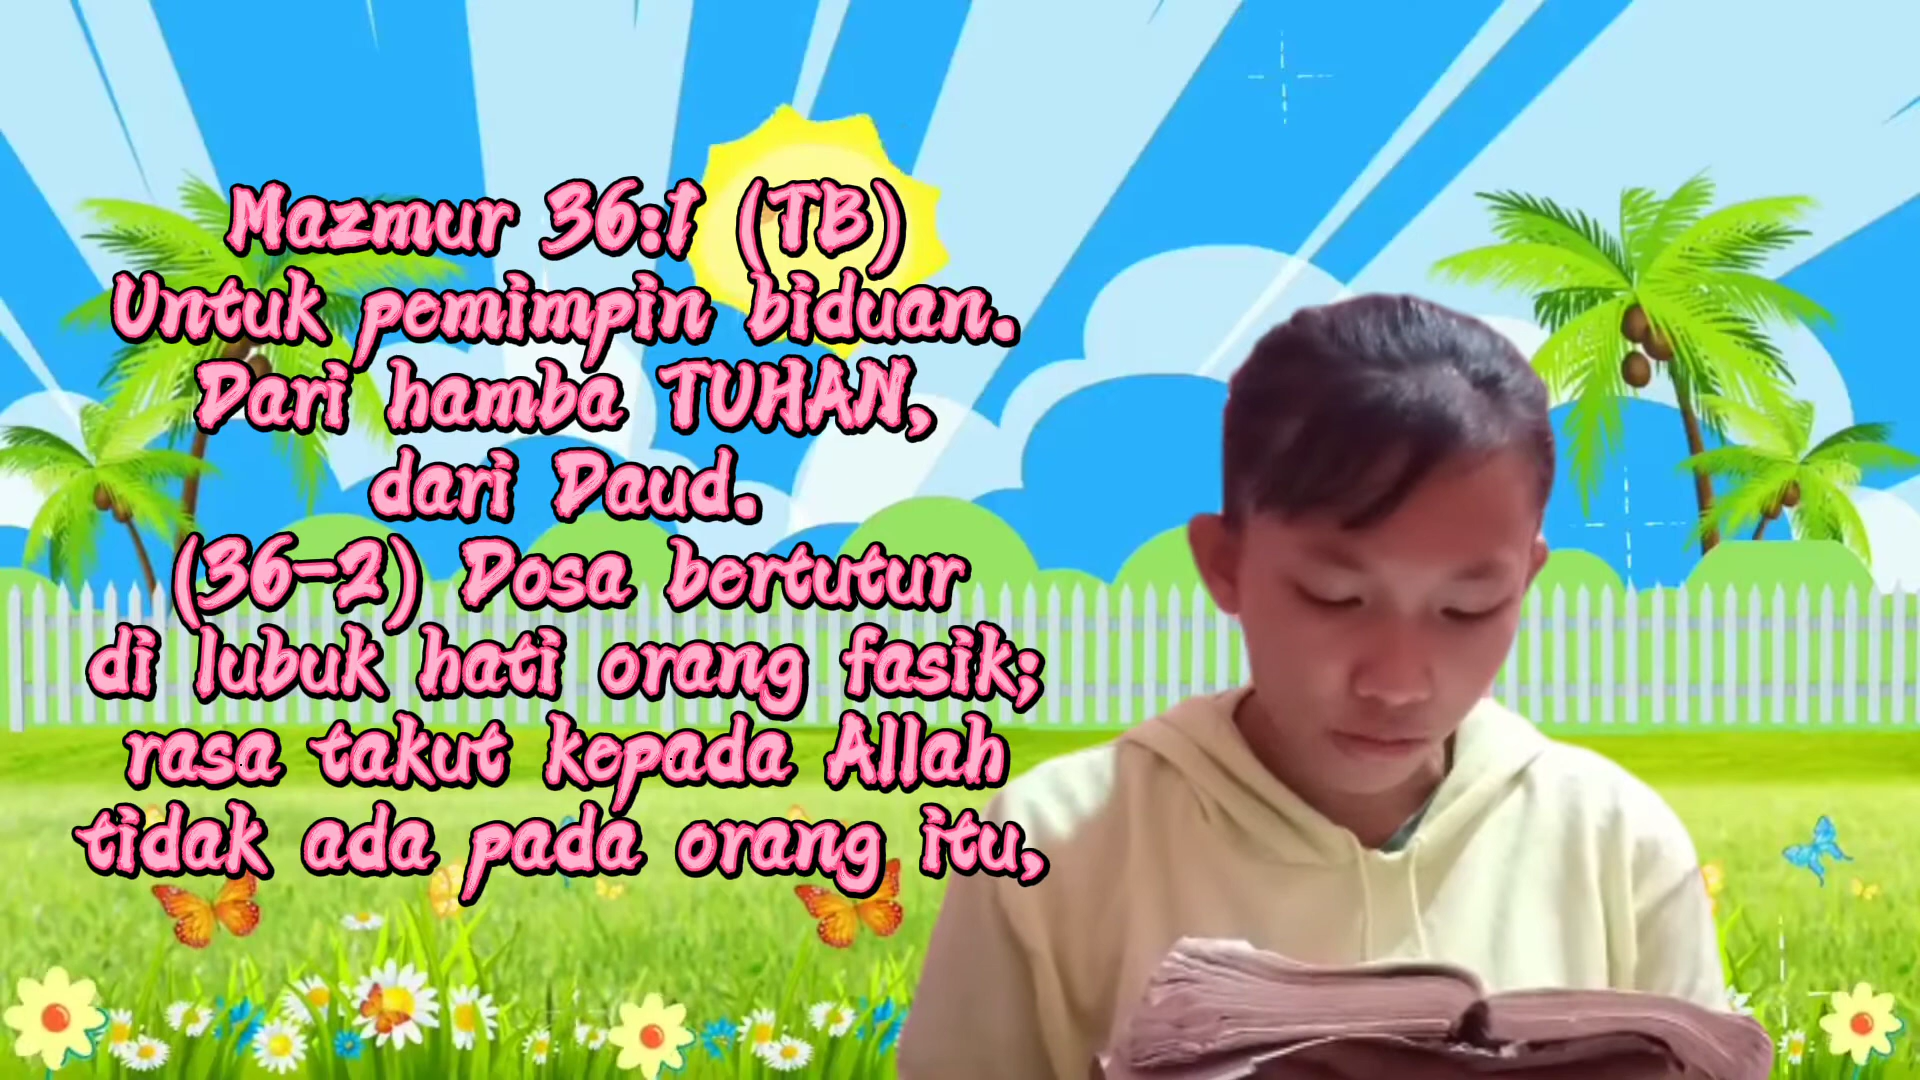 Mazmur 36:1 (TB)
Untuk pemimpin biduan.
Dari hamba TUHAN,
dari Daud.
(36-2) Dosa bertutur
di lubuk hati orang fasik;
rasa takut kepada Allah
tidak ada pada orang itu,